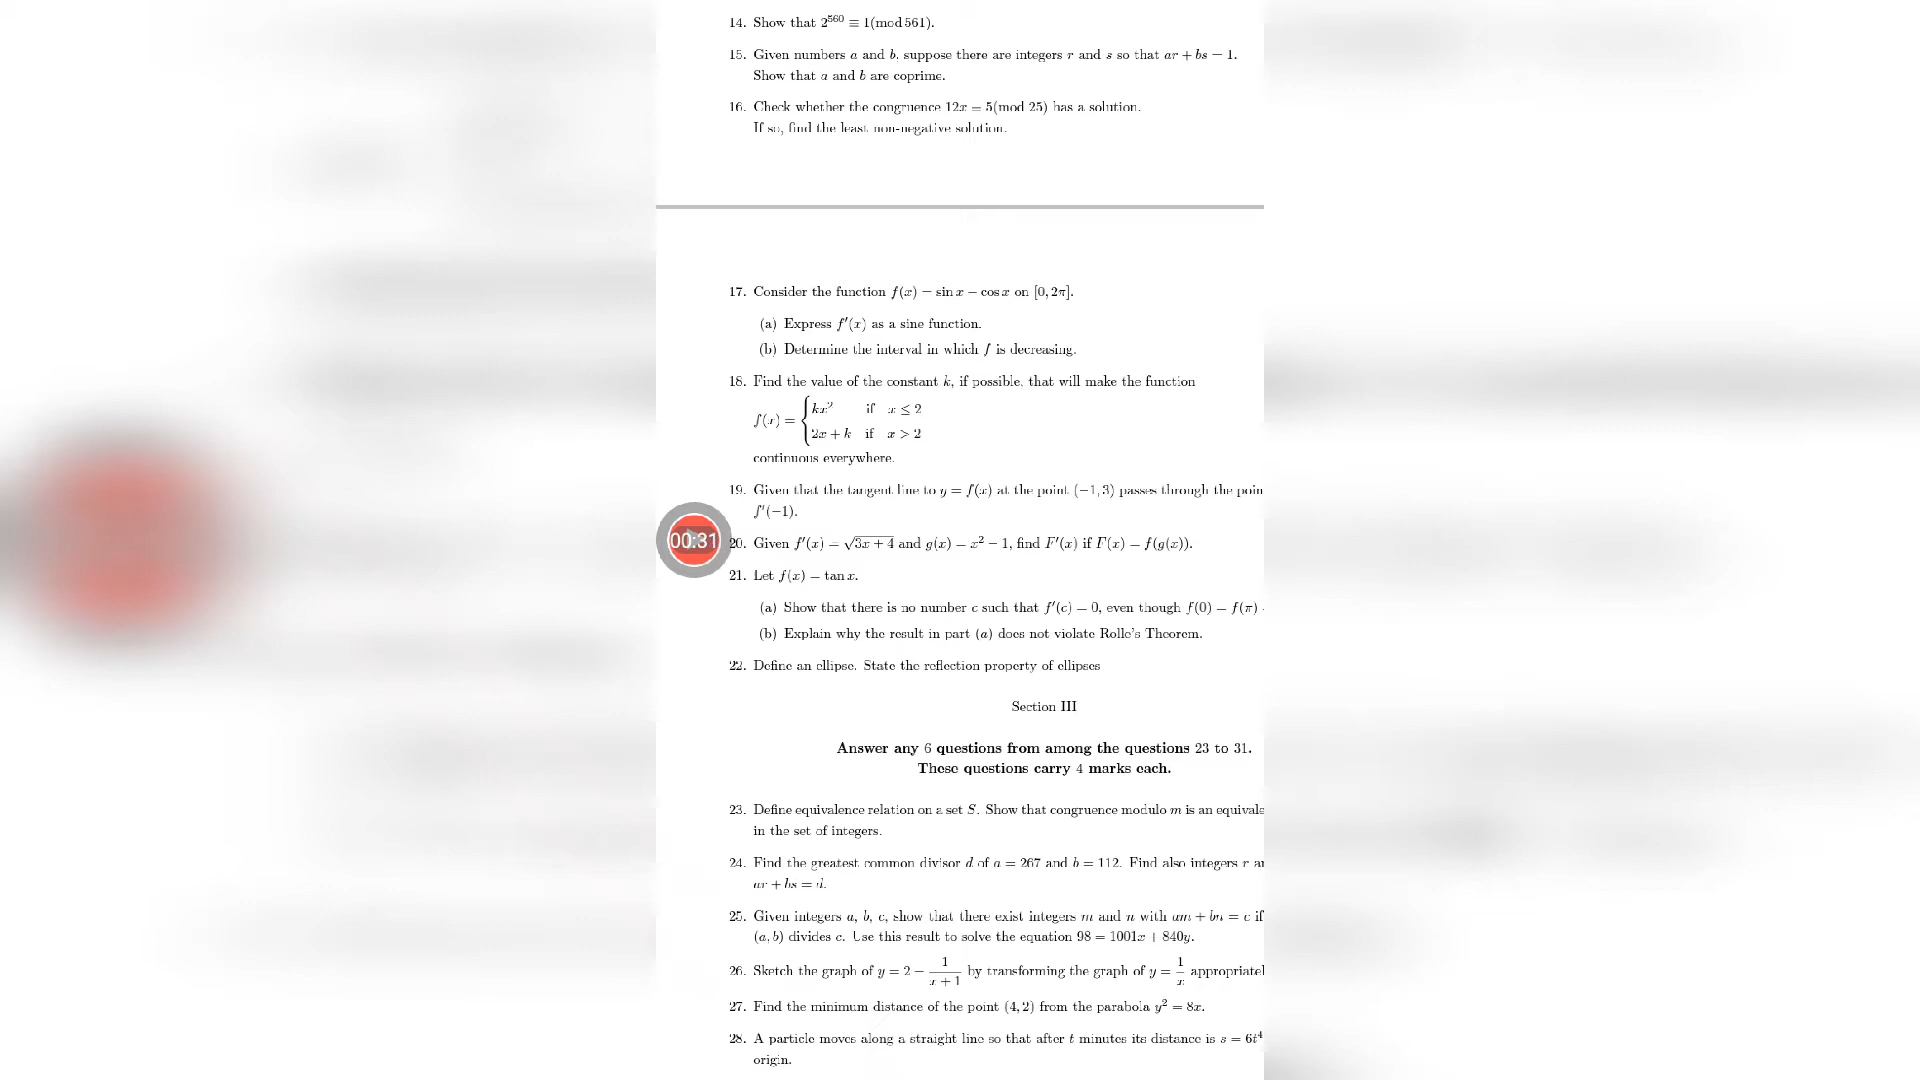 14. Show that 2^560 ≡ 1(mod 561).
15. Given numbers a and b, suppose there are integers r and s so that ar + bs = 1.
Show that a and b are coprime.
16. Check whether the congruence 12x ≡ 5(mod 25) has a solution.
If so, find the least non-negative solution.
17. Consider the function f(x) = sin x − cos x on [0, 2π].
(a) Express f′(x) as a sine function.
(b) Determine the interval in which f is decreasing.
18. Find the value of the constant k, if possible, that will make the function
f(x) = { kx² if x ≤ 2
2x + k if x > 2
continuous everywhere.
19. Given that the tangent line to y = f(x) at the point (−1, 3) passes through the poin
f′(−1).
00:31
20. Given f′(x) = √(3x + 4) and g(x) = x² − 1, find F′(x) if F(x) = f(g(x)).
21. Let f(x) = tan x.
(a) Show that there is no number c such that f′(c) = 0, even though f(0) = f(π)
(b) Explain why the result in part (a) does not violate Rolle's Theorem.
22. Define an ellipse. State the reflection property of ellipses
Section III
Answer any 6 questions from among the questions 23 to 31.
These questions carry 4 marks each.
23. Define equivalence relation on a set S. Show that congruence modulo m is an equivale
in the set of integers.
24. Find the greatest common divisor d of a = 267 and b = 112. Find also integers r a
ar + bs = d.
25. Given integers a, b, c, show that there exist integers m and n with am + bn = c if
(a, b) divides c. Use this result to solve the equation 98 = 1001x + 840y.
26. Sketch the graph of y = 2 − 1/(x + 1) by transforming the graph of y = 1/x appropriatel
27. Find the minimum distance of the point (4, 2) from the parabola y² = 8x.
28. A particle moves along a straight line so that after t minutes its distance is s = 6t⁴
origin.